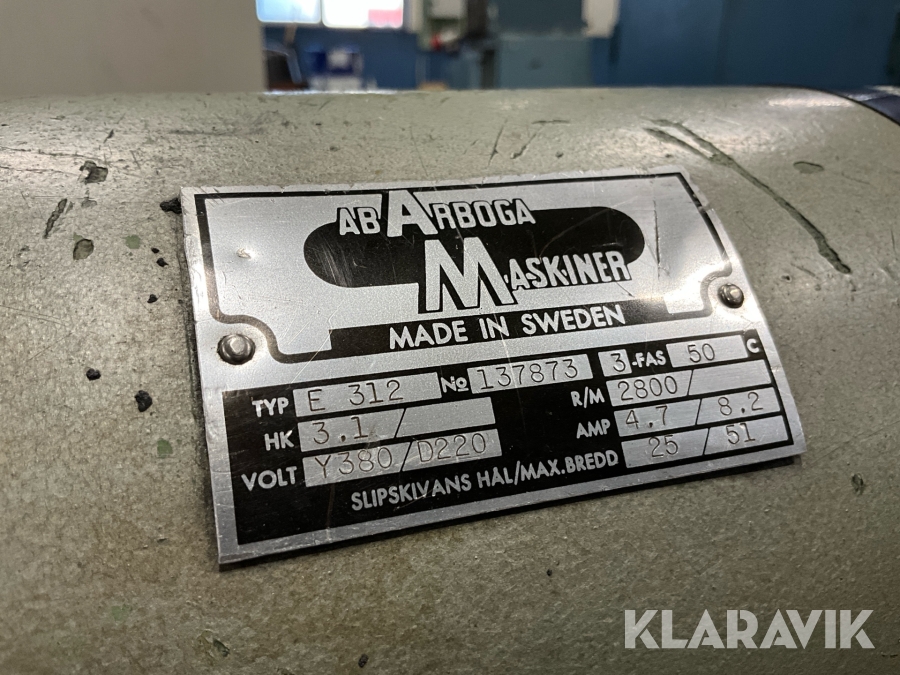 AB ARBOGA
MASKINER
MADE IN SWEDEN
TYP E 312 No 137873 3-FAS 50 C
HK 3.1/ R/M 2800/
VOLT Y380/D220 AMP 4.7/8.2
SLIPSKIVANS HÅL/MAX.BREDD 25/51
KLARAVIK